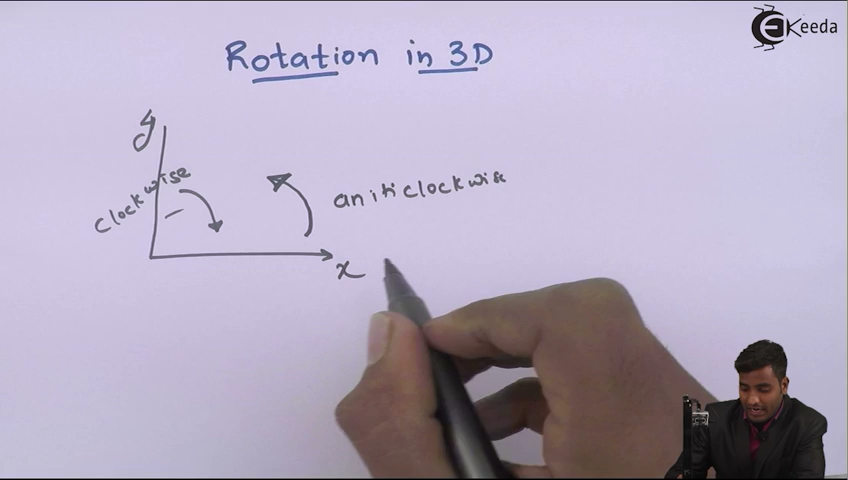 Ekeeda
Rotation in 3D
y
clockwise
anticlockwise
x